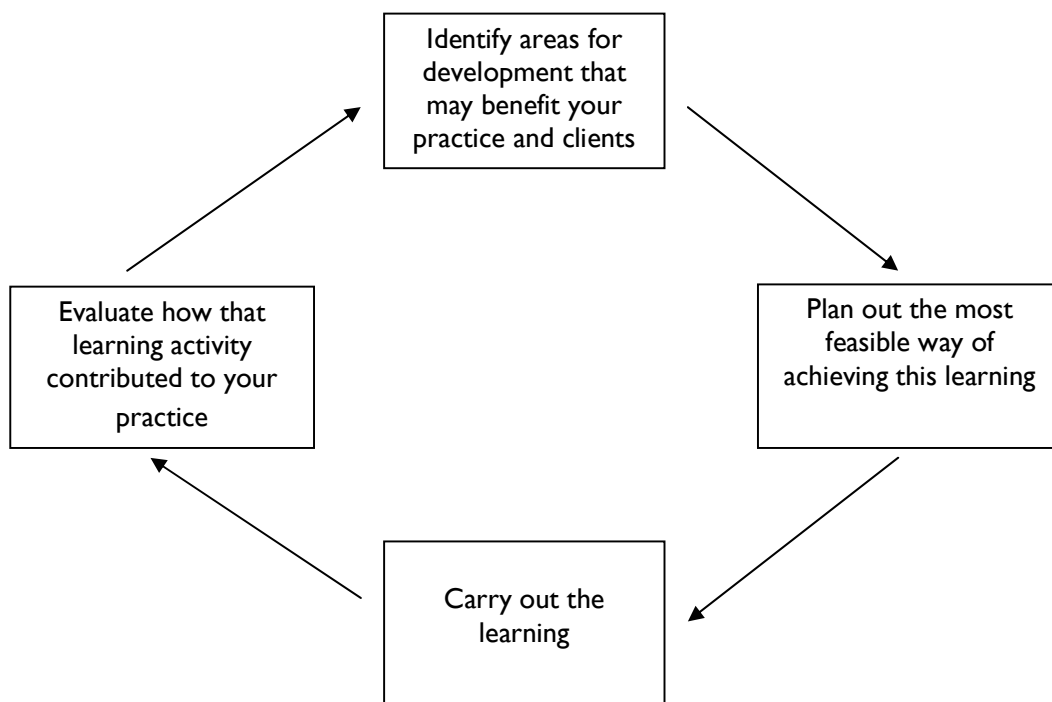 Identify areas for
development that
may benefit your
practice and clients
Plan out the most
feasible way of
achieving this learning
Carry out the
learning
Evaluate how that
learning activity
contributed to your
practice